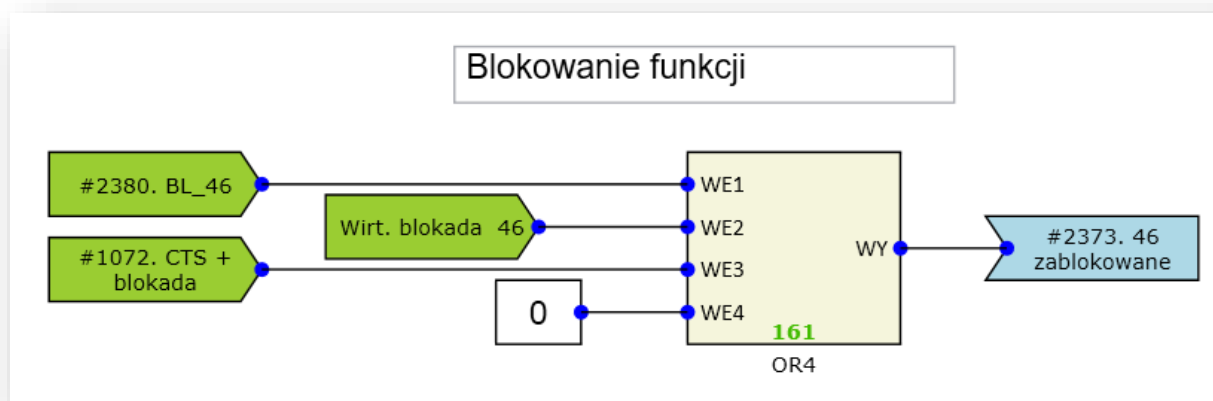 Blokowanie funkcji
#2380. BL_46
WE1
Wirt. blokada  46
WE2
#1072. CTS +
blokada
WE3
WY
#2373. 46
zablokowane
0
WE4
161
OR4